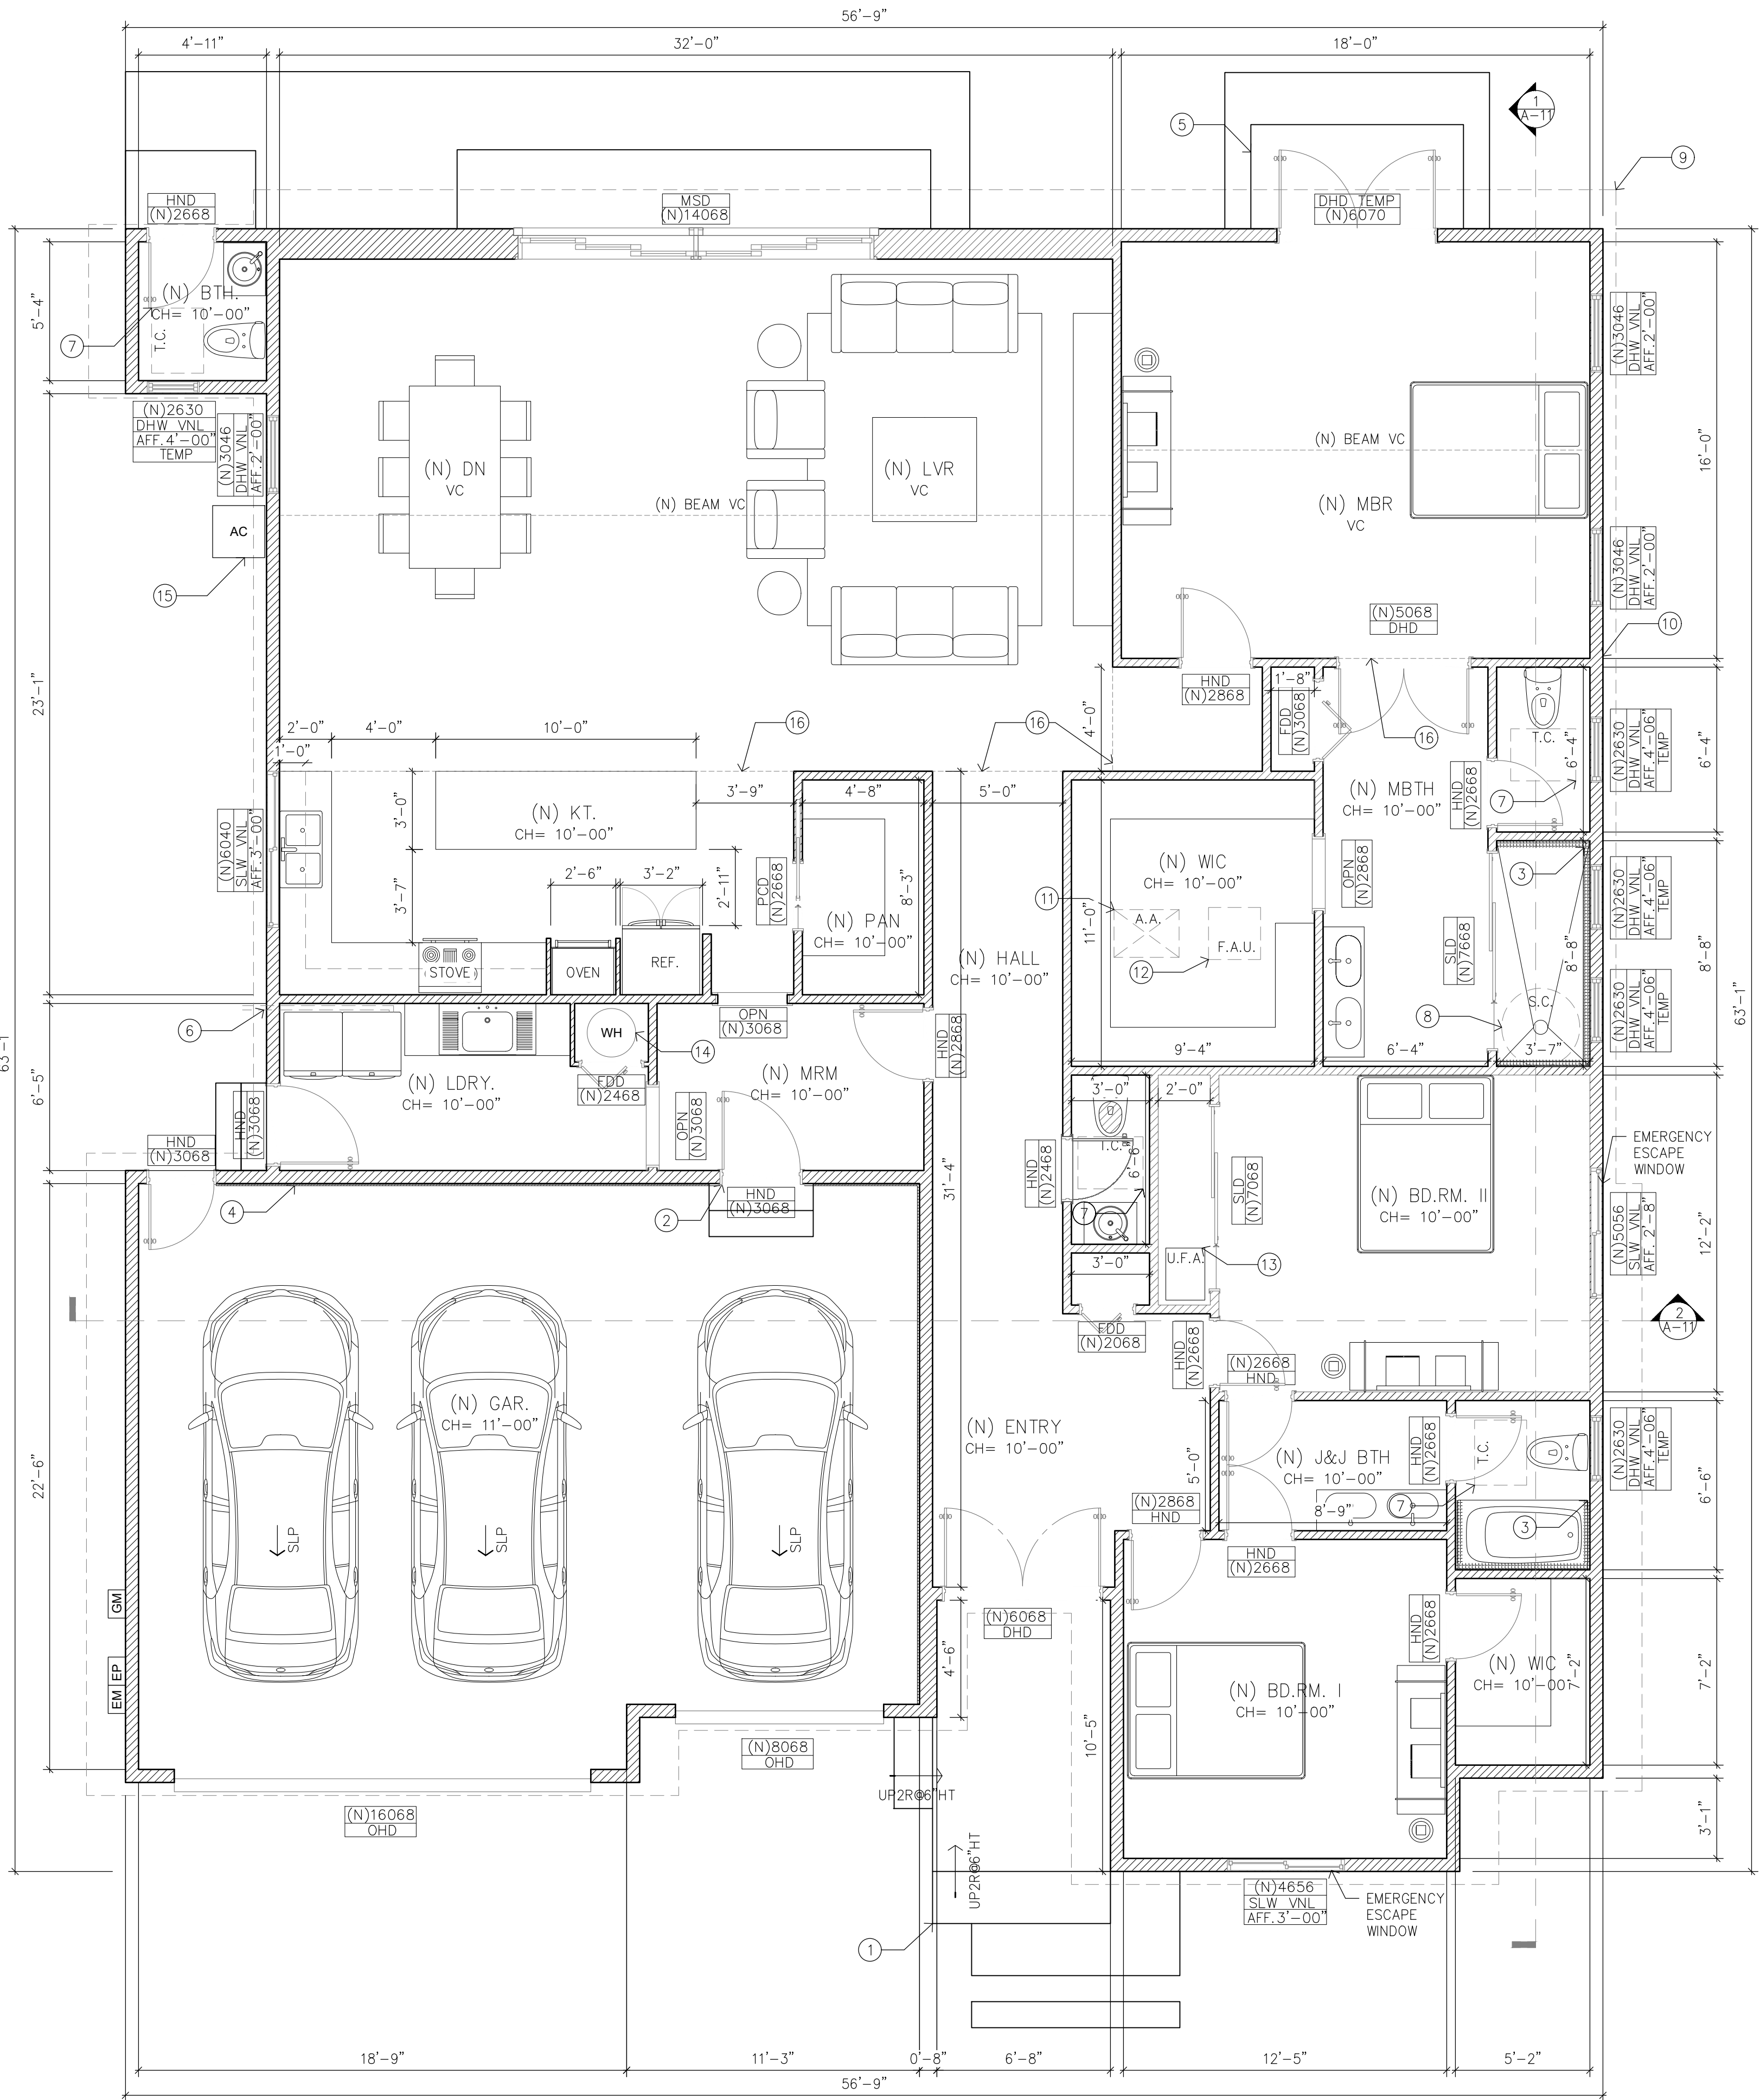 56'-9"
4'-11"
32'-0"
18'-0"
1
A-11
5
9
HND
(N)2668
MSD
(N)14068
DHD TEMP
(N)6070
(N) BTH.
CH= 10'-00"
T.C.
7
5'-4"
(N)2630
DHW VNL
AFF.4'-00"
TEMP
(N)3046
DHW VNL
AFF.2'-00"
AC
15
(N) DN
VC
(N) BEAM VC
(N) LVR
VC
(N) BEAM VC
(N) MBR
VC
(N)3046
DHW VNL
AFF.2'-00"
16'-0"
(N)3046
DHW VNL
AFF.2'-00"
10
(N)5068
DHD
HND
(N)2868
1'-8"
FDD
(N)3068
16
4'-0"
23'-1"
2'-0"
4'-0"
10'-0"
16
16
1'-0"
T.C.
6'-4"
7
(N)2630
DHW VNL
AFF.4'-06"
TEMP
6'-4"
3'-0"
3'-9"
4'-8"
5'-0"
(N) MBTH
CH= 10'-00"
HND
(N)2668
(N) KT.
CH= 10'-00"
(N)6040
SLW VNL
AFF.3'-00"
3'-7"
2'-6"
3'-2"
2'-11"
PCD
(N)2668
8'-3"
(N) PAN
CH= 10'-00"
(N) WIC
CH= 10'-00"
OPN
(N)2868
3
(N)2630
DHW VNL
AFF.4'-06"
TEMP
11
A.A.
F.A.U.
12
11'-0"
SLD
(N)7668
8'-8"
8'-8"
STOVE
OVEN
REF.
(N) HALL
CH= 10'-00"
S.C.
8
(N)2630
DHW VNL
AFF.4'-06"
TEMP
63'-1"
63'-1"
6
OPN
(N)3068
WH
14
HND
(N)2868
9'-4"
6'-4"
3'-7"
6'-5"
(N) LDRY.
CH= 10'-00"
FDD
(N)2468
(N) MRM
CH= 10'-00"
3'-0"
2'-0"
HND
(N)3068
HND
(N)3068
OPN
(N)3068
T.C.
6'-6"
HND
(N)2468
7
SLD
(N)7068
EMERGENCY
ESCAPE
WINDOW
4
2
HND
(N)3068
31'-4"
(N) BD.RM. II
CH= 10'-00"
(N)5056
SLW VNL
AFF. 2'-8"
12'-2"
3'-0"
U.F.A.
13
2
A-11
FDD
(N)2068
HND
(N)2668
(N)2668
HND
(N) GAR.
CH= 11'-00"
(N) ENTRY
CH= 10'-00"
5'-0"
(N) J&J BTH
CH= 10'-00"
HND
(N)2668
T.C.
(N)2630
DHW VNL
AFF.4'-06"
TEMP
6'-6"
22'-6"
8'-9"
7
3
(N)2868
HND
HND
(N)2668
SLP
SLP
SLP
GM
EP
EM
(N)6068
DHD
4'-6"
HND
(N)2668
(N) WIC
CH= 10'-00"
7'-2"
7'-2"
(N) BD.RM. I
CH= 10'-00"
10'-5"
(N)8068
OHD
UP2R@6"HT
(N)16068
OHD
3'-1"
UP2R@6"HT
(N)4656
SLW VNL
AFF.3'-00"
EMERGENCY
ESCAPE
WINDOW
1
18'-9"
11'-3"
0'-8"
6'-8"
12'-5"
5'-2"
56'-9"